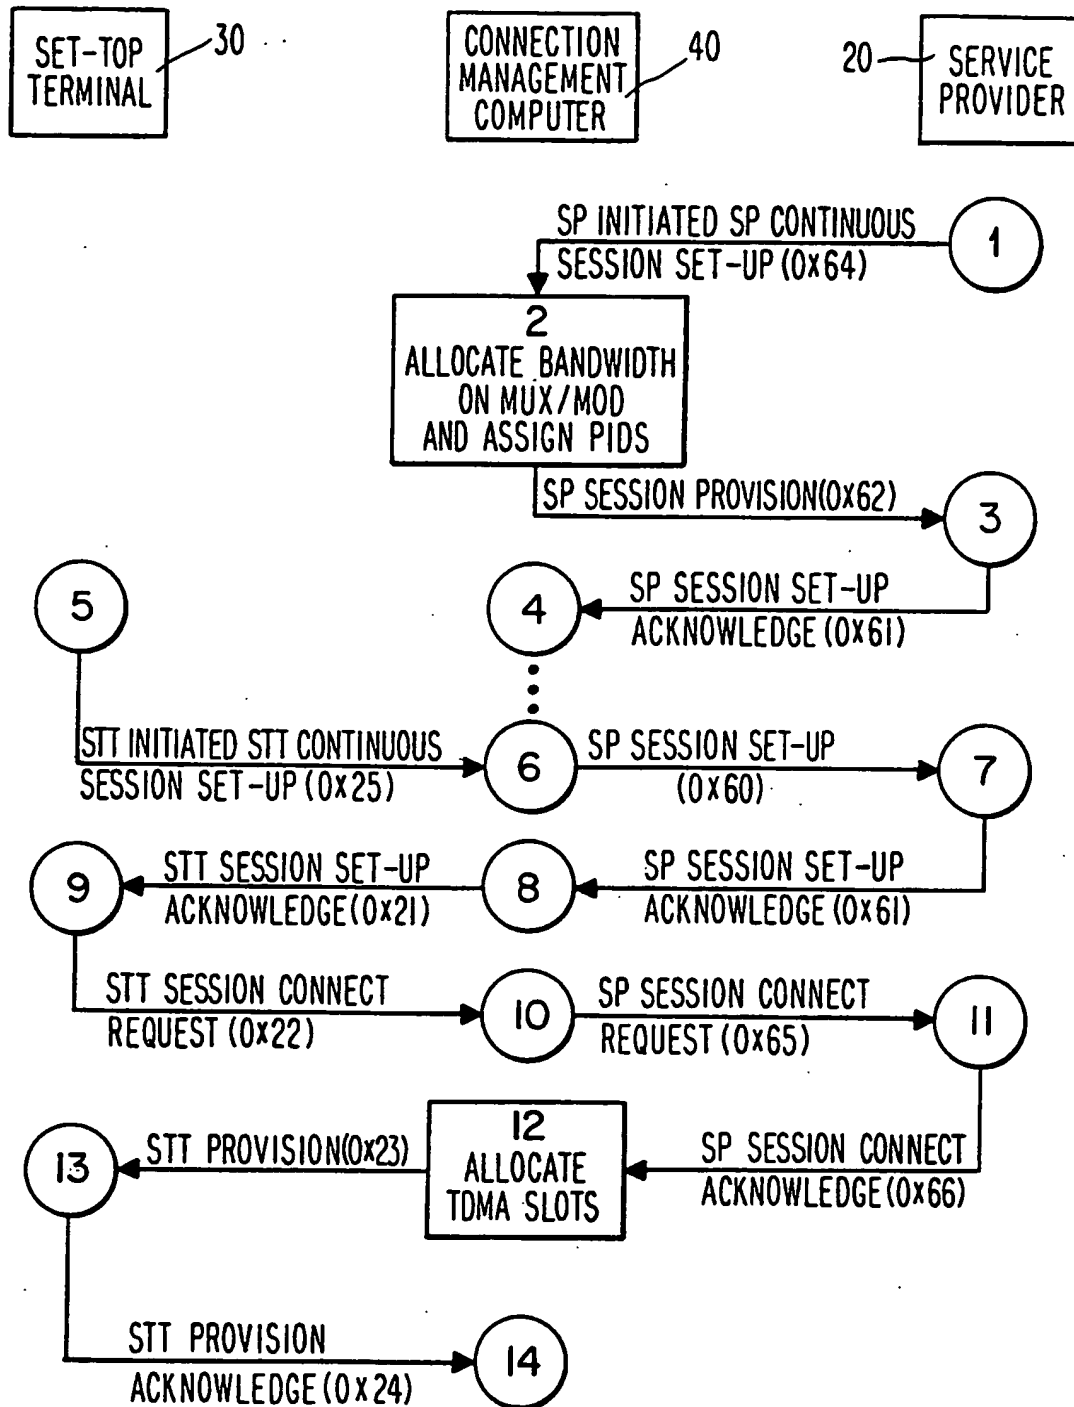 SET-TOP
TERMINAL
30
CONNECTION
MANAGEMENT
COMPUTER
40
20
SERVICE
PROVIDER
SP INITIATED SP CONTINUOUS
SESSION SET-UP (0X64)
1
2
ALLOCATE BANDWIDTH
ON MUX/MOD
AND ASSIGN PIDS
SP SESSION PROVISION(0X62)
3
SP SESSION SET-UP
ACKNOWLEDGE (0X61)
4
5
STT INITIATED STT CONTINUOUS
SESSION SET-UP (0X25)
6
SP SESSION SET-UP
(0X60)
7
SP SESSION SET-UP
ACKNOWLEDGE (0X61)
8
STT SESSION SET-UP
ACKNOWLEDGE(0X21)
9
STT SESSION CONNECT
REQUEST (0X22)
10
SP SESSION CONNECT
REQUEST (0X65)
11
SP SESSION CONNECT
ACKNOWLEDGE(0X66)
12
ALLOCATE
TDMA SLOTS
STT PROVISION(0X23)
13
STT PROVISION
ACKNOWLEDGE(0X24)
14